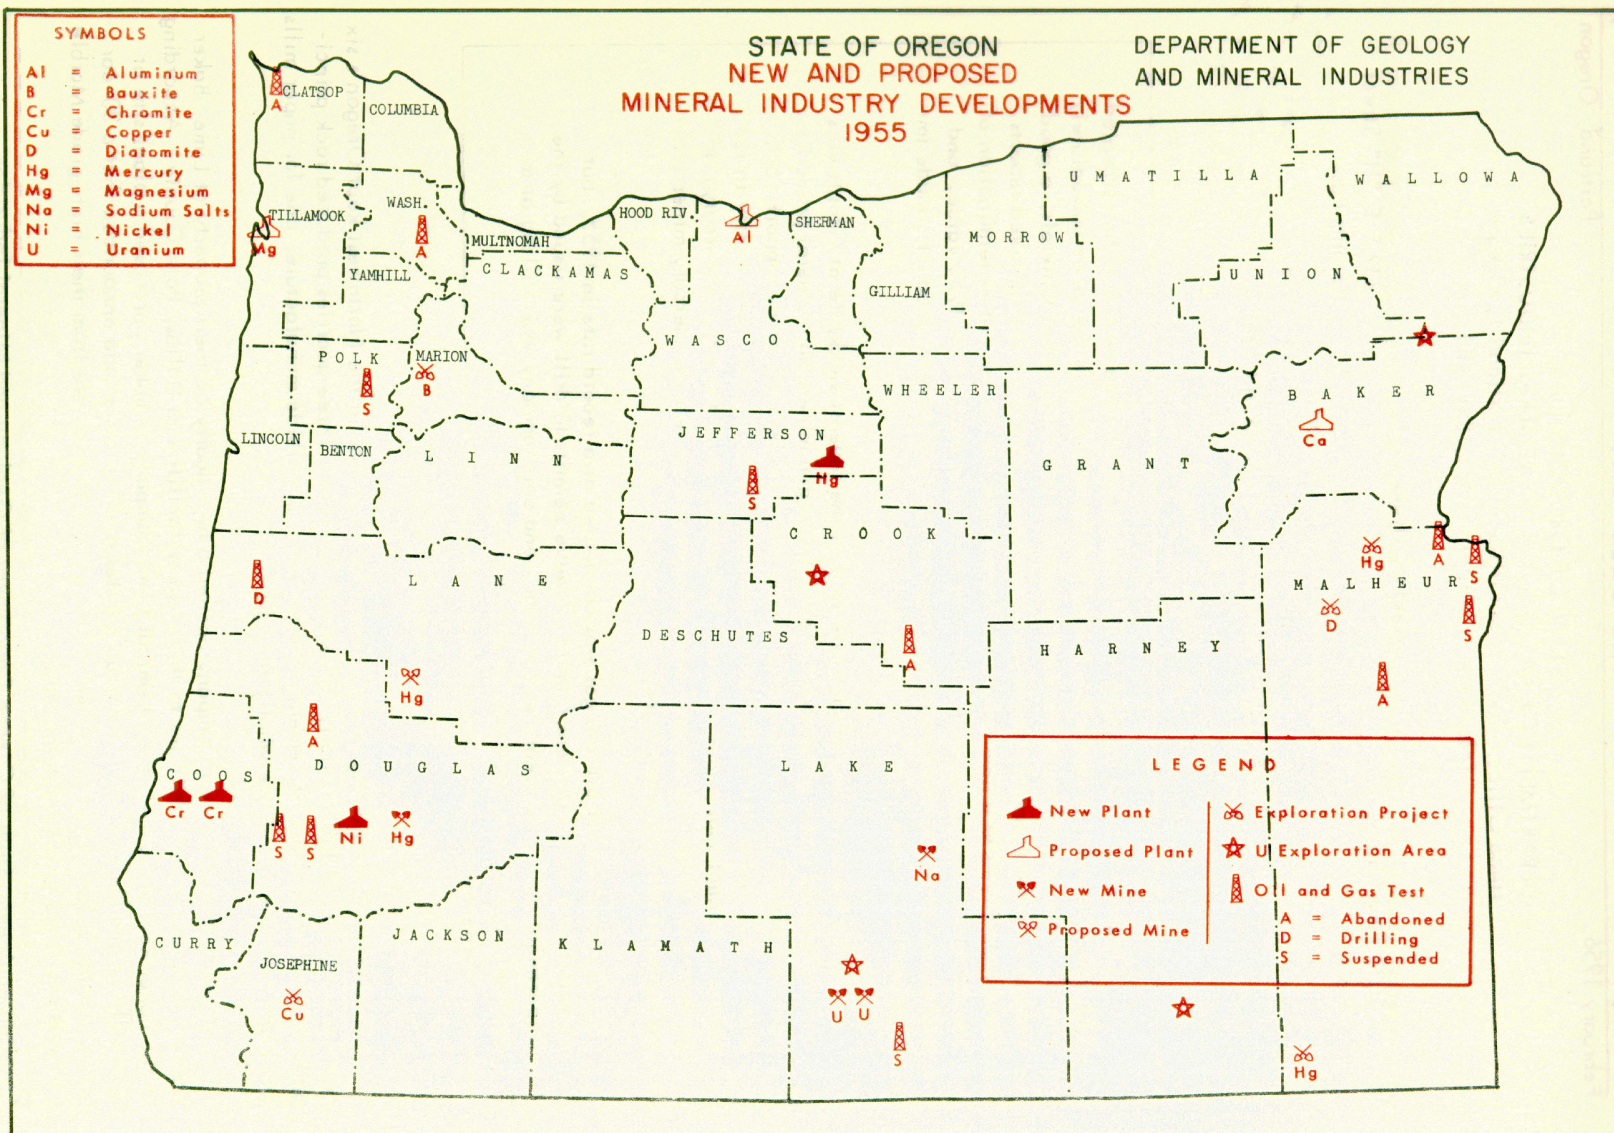 SYMBOLS
Al = Aluminum
B = Bauxite
Cr = Chromite
Cu = Copper
D = Diatomite
Hg = Mercury
Mg = Magnesium
Na = Sodium Salts
Ni = Nickel
U = Uranium
STATE OF OREGON
NEW AND PROPOSED
MINERAL INDUSTRY DEVELOPMENTS
1955
DEPARTMENT OF GEOLOGY
AND MINERAL INDUSTRIES
CLATSOP
A
COLUMBIA
UMATILLA
WALLOWA
TILLAMOOK
Mg
WASH.
A
HOOD RIV.
Al
SHERMAN
MULTNOMAH
MORROW
YAMHILL
CLACKAMAS
UNION
GILLIAM
WASCO
POLK
S
MARION
B
WHEELER
BAKER
Ca
LINCOLN
BENTON
LINN
JEFFERSON
Hg
S
GRANT
CROOK
Hg
A
S
D
LANE
MALHEUR
D
S
DESCHUTES
A
HARNEY
Hg
A
A
DOUGLAS
LAKE
COOS
Cr
Cr
S
S
Ni
Hg
Na
CURRY
JACKSON
KLAMATH
JOSEPHINE
Cu
U
U
S
Hg
LEGEND
New Plant
Proposed Plant
New Mine
Proposed Mine
Exploration Project
U Exploration Area
Oil and Gas Test
A = Abandoned
D = Drilling
S = Suspended